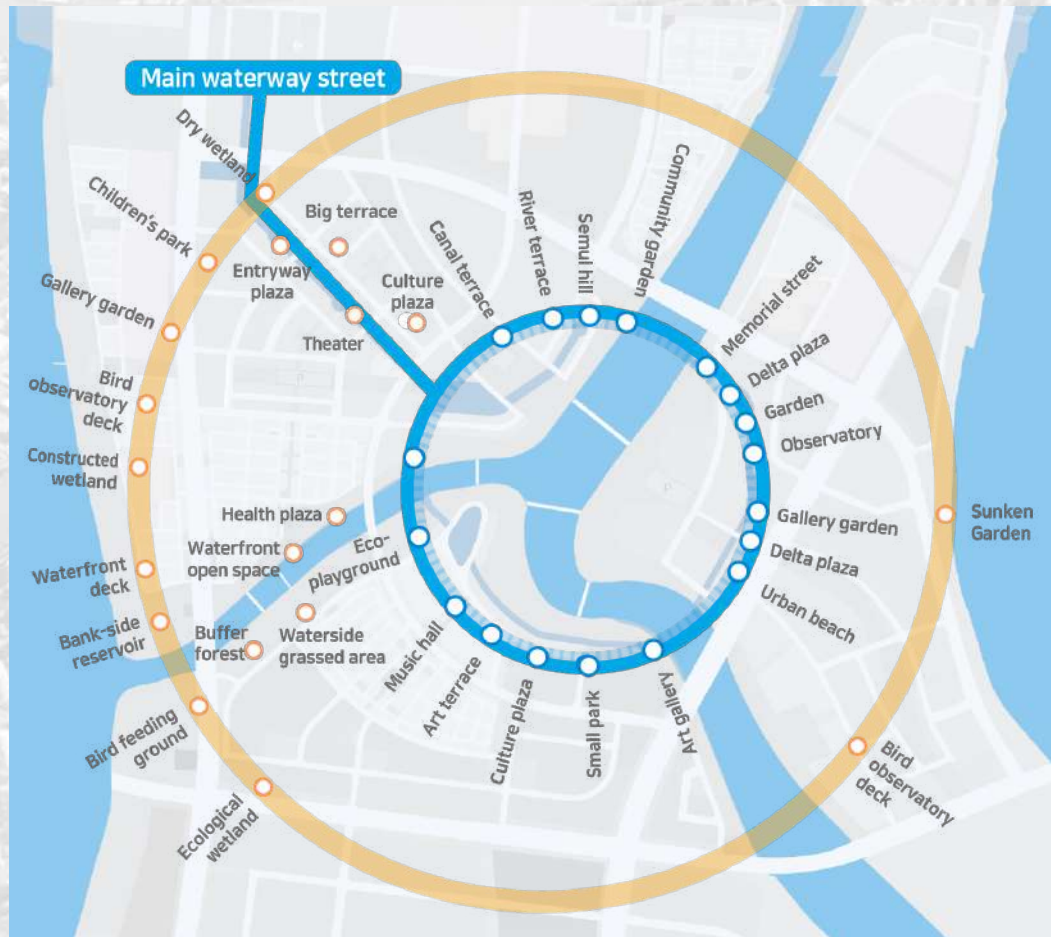 Main waterway street
Dry wetland
Children's park
Gallery garden
Bird
observatory
deck
Constructed
wetland
Waterfront
deck
Bank-side
reservoir
Bird feeding
ground
Ecological
wetland
Big terrace
Entryway
plaza
Culture
plaza
Theater
Canal terrace
River terrace
Semul hill
Community garden
Memorial street
Delta plaza
Garden
Observatory
Gallery garden
Delta plaza
Urban beach
Art gallery
Small park
Culture plaza
Art terrace
Music hall
Eco-
playground
Health plaza
Waterfront
open space
Buffer
forest
Waterside
grassed area
Sunken
Garden
Bird
observatory
deck